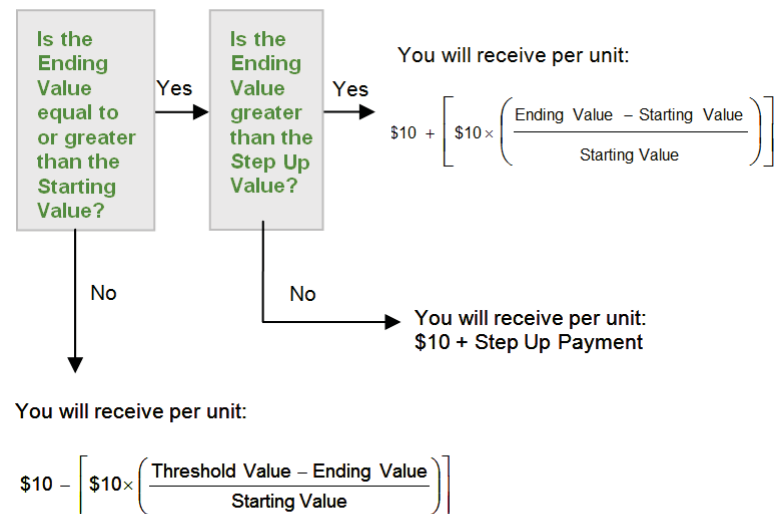 Is the
Ending
Value
equal to
or greater
than the
Starting
Value?
Yes
Is the
Ending
Value
greater
than the
Step Up
Value?
Yes
You will receive per unit:
$10 + [ $10 × ( Ending Value – Starting Value
Starting Value ) ]
No
No
You will receive per unit:
$10 + Step Up Payment
You will receive per unit:
$10 – [ $10× ( Threshold Value – Ending Value
Starting Value ) ]